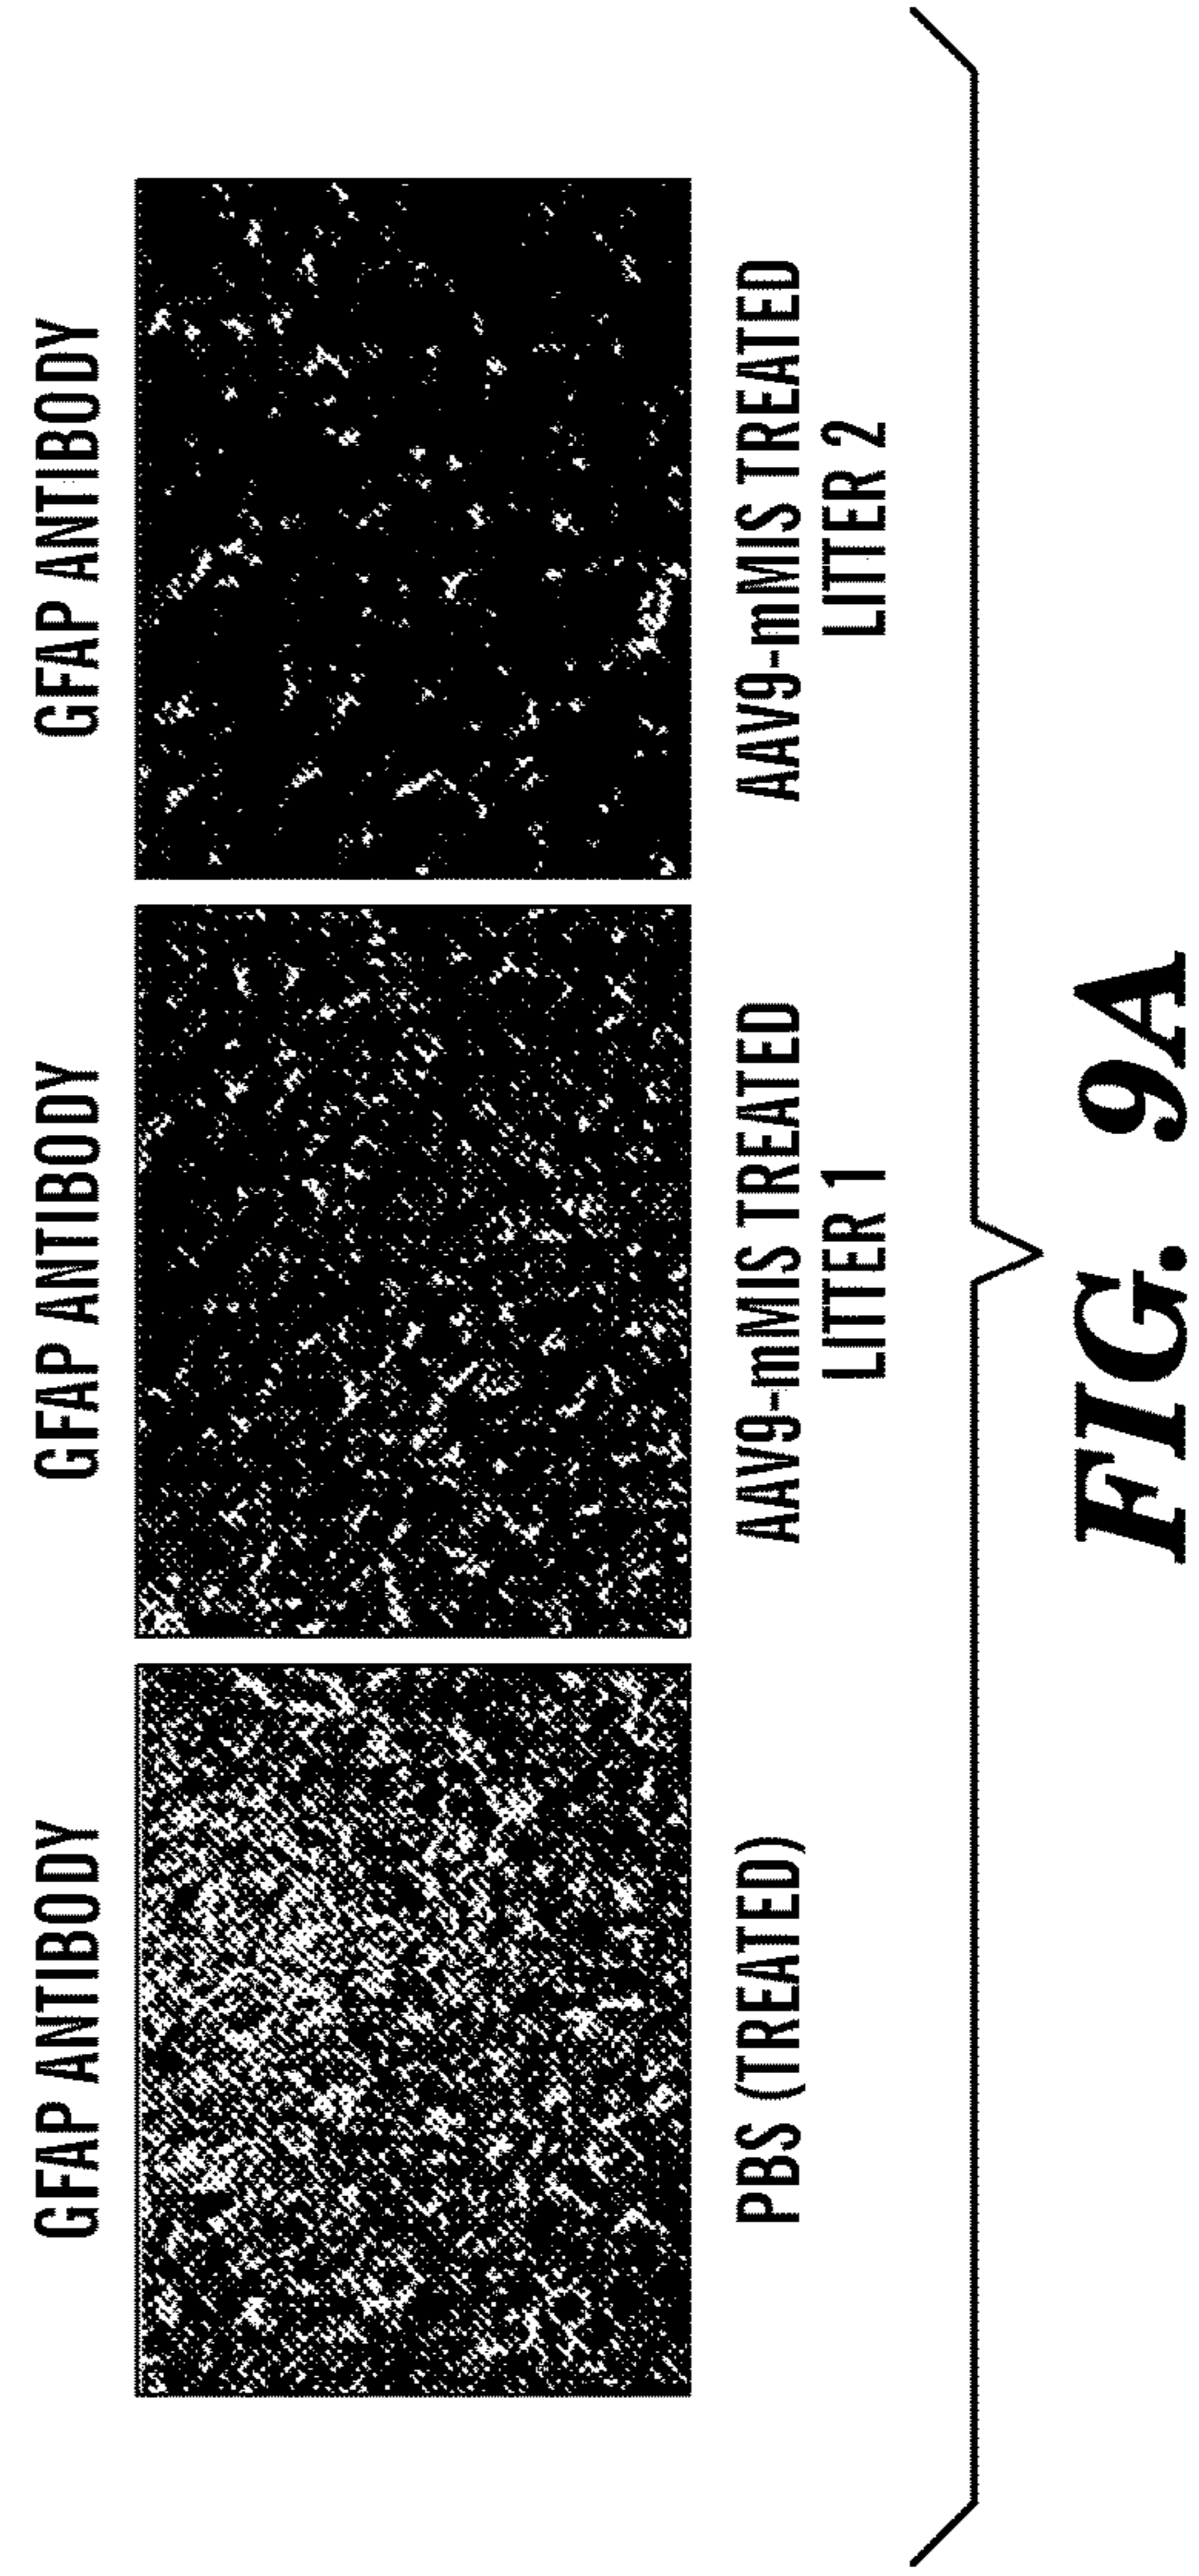 GFAP ANTIBODY
PBS (TREATED)
GFAP ANTIBODY
AAV9-mMIS TREATED
LITTER 1
GFAP ANTIBODY
AAV9-mMIS TREATED
LITTER 2
FIG. 9A